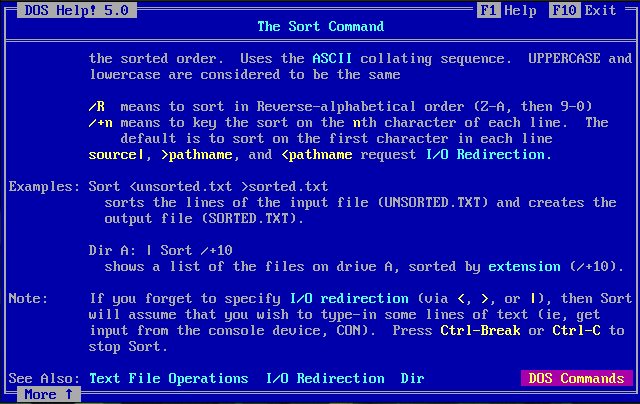 DOS Help! 5.0 F1 Help F10 Exit
The Sort Command
the sorted order. Uses the ASCII collating sequence. UPPERCASE and
lowercase are considered to be the same
/R means to sort in Reverse-alphabetical order (Z-A, then 9-0)
/+n means to key the sort on the nth character of each line. The
default is to sort on the first character in each line
source|, >pathname, and <pathname request I/O Redirection.
Examples: Sort <unsorted.txt >sorted.txt
sorts the lines of the input file (UNSORTED.TXT) and creates the
output file (SORTED.TXT).
Dir A: | Sort /+10
shows a list of the files on drive A, sorted by extension (/+10).
Note: If you forget to specify I/O redirection (via <, >, or |), then Sort
will assume that you wish to type-in some lines of text (ie, get
input from the console device, CON). Press Ctrl-Break or Ctrl-C to
stop Sort.
See Also: Text File Operations I/O Redirection Dir DOS Commands
More ↑